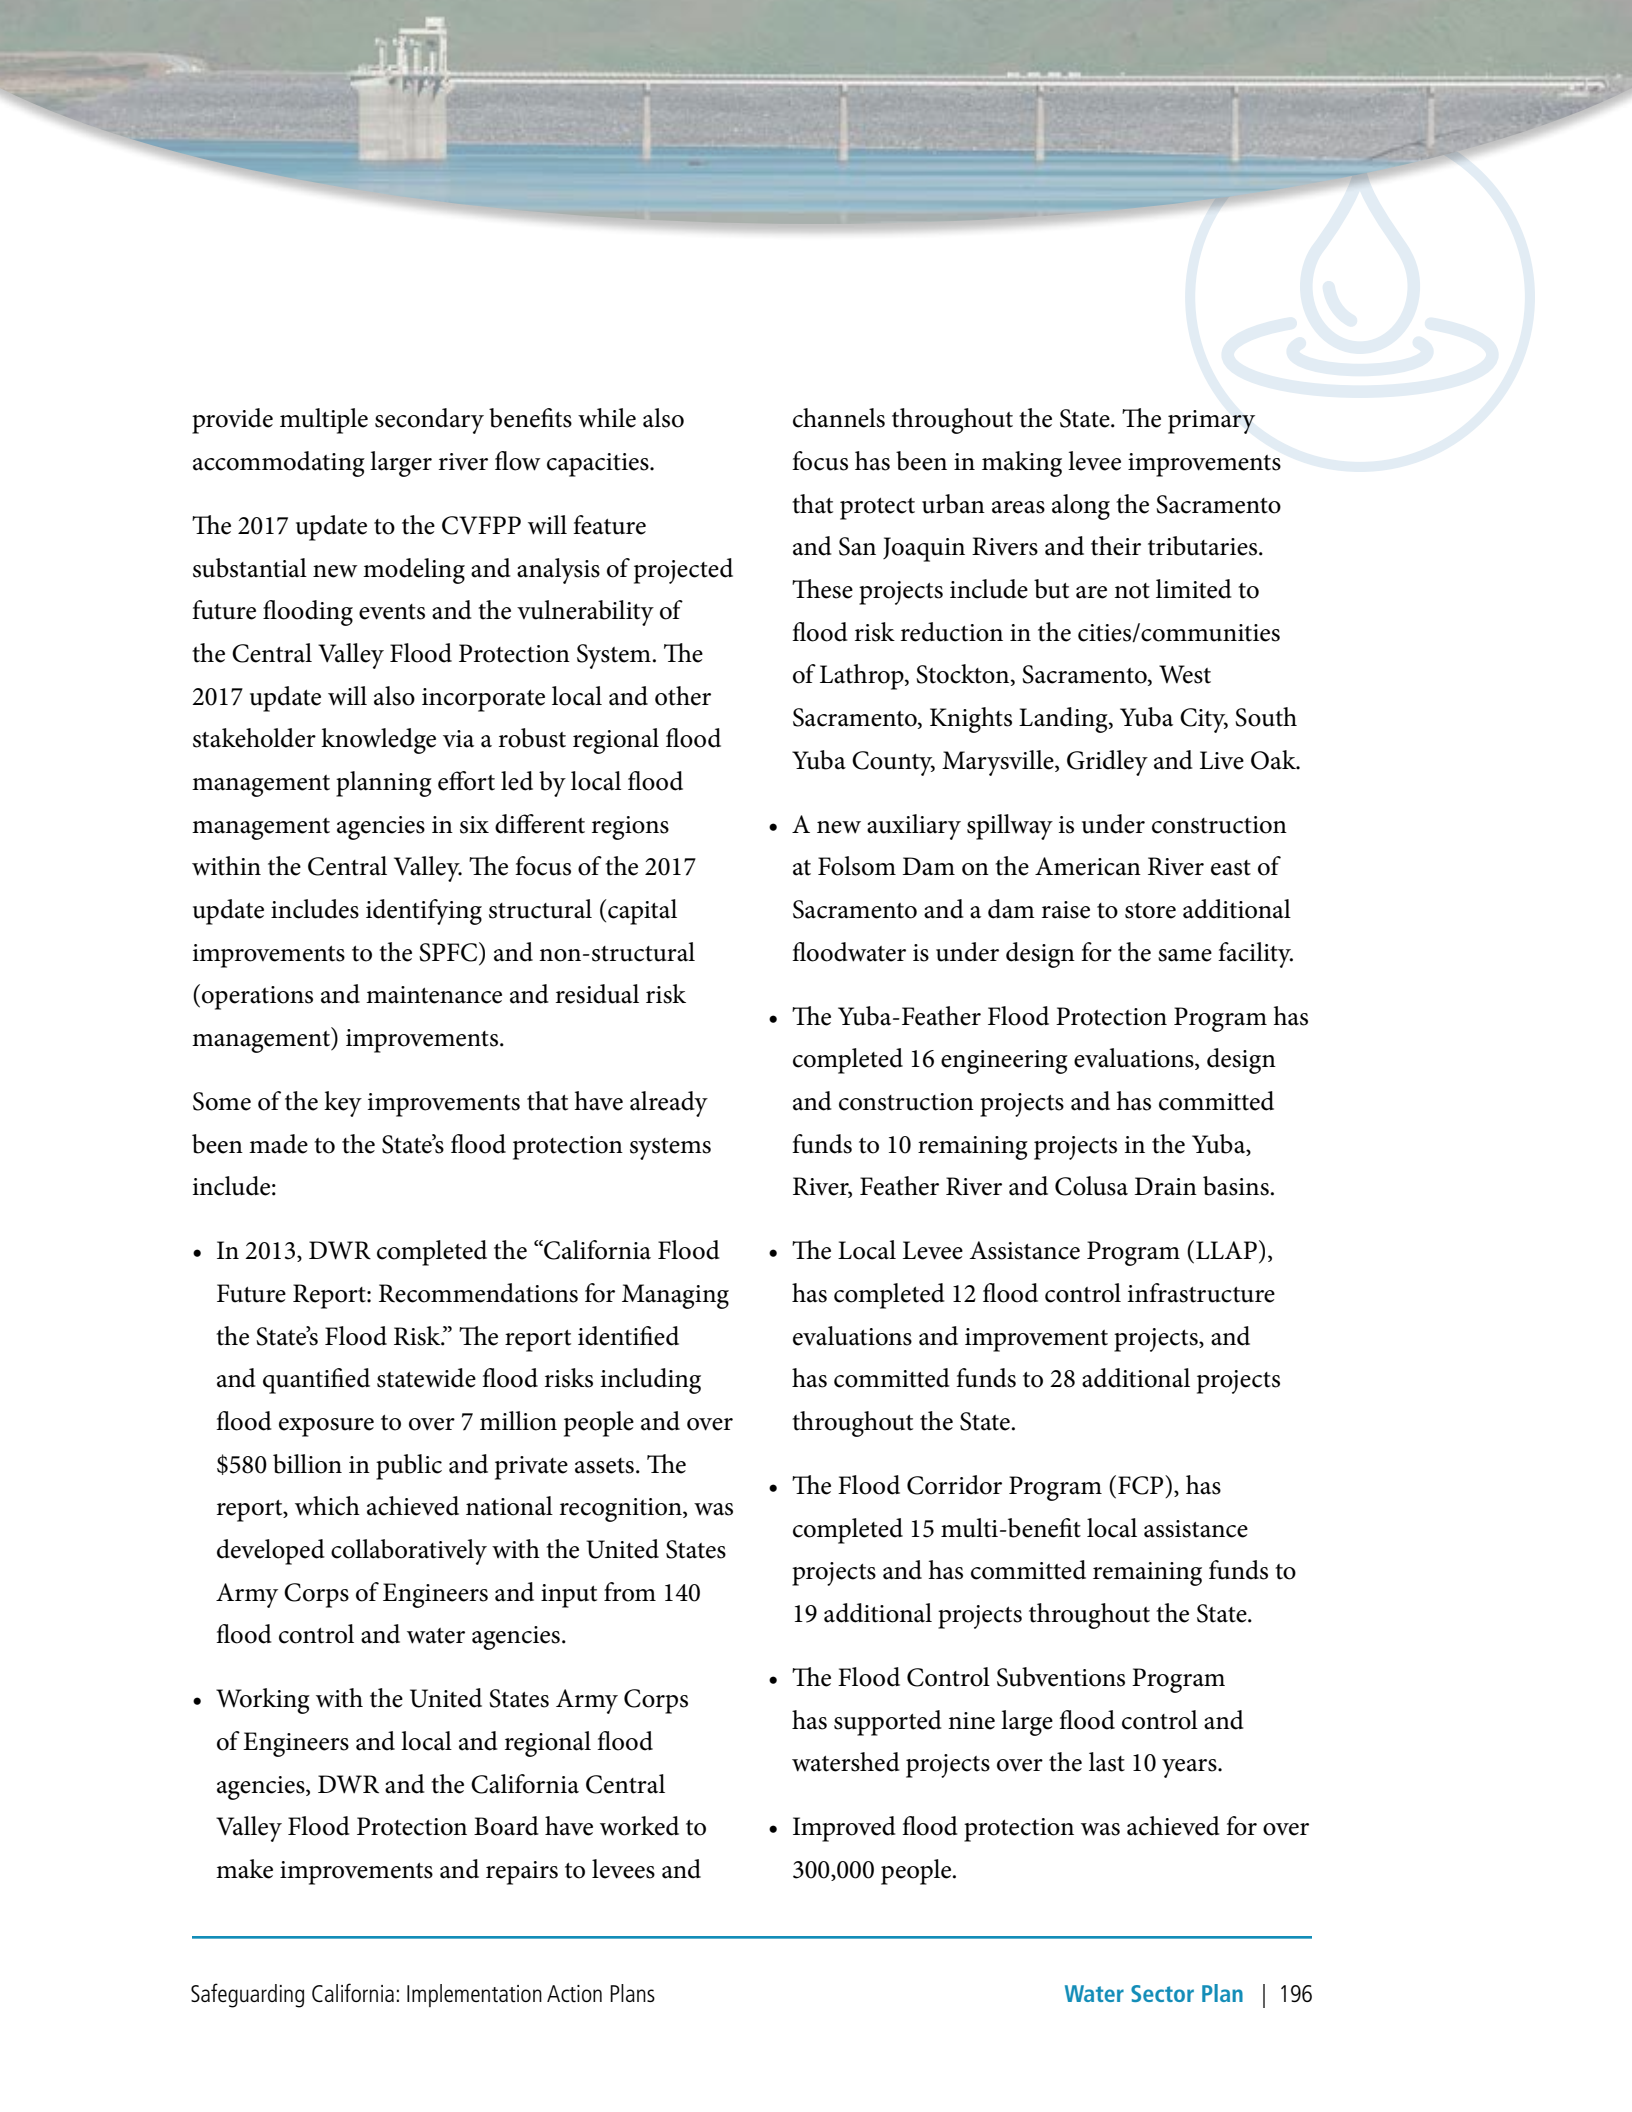 provide multiple secondary benefits while also
accommodating larger river flow capacities.
The 2017 update to the CVFPP will feature
substantial new modeling and analysis of projected
future flooding events and the vulnerability of
the Central Valley Flood Protection System. The
2017 update will also incorporate local and other
stakeholder knowledge via a robust regional flood
management planning effort led by local flood
management agencies in six different regions
within the Central Valley. The focus of the 2017
update includes identifying structural (capital
improvements to the SPFC) and non-structural
(operations and maintenance and residual risk
management) improvements.
Some of the key improvements that have already
been made to the State’s flood protection systems
include:
• In 2013, DWR completed the “California Flood
Future Report: Recommendations for Managing
the State’s Flood Risk.” The report identified
and quantified statewide flood risks including
flood exposure to over 7 million people and over
$580 billion in public and private assets. The
report, which achieved national recognition, was
developed collaboratively with the United States
Army Corps of Engineers and input from 140
flood control and water agencies.
• Working with the United States Army Corps
of Engineers and local and regional flood
agencies, DWR and the California Central
Valley Flood Protection Board have worked to
make improvements and repairs to levees and
channels throughout the State. The primary
focus has been in making levee improvements
that protect urban areas along the Sacramento
and San Joaquin Rivers and their tributaries.
These projects include but are not limited to
flood risk reduction in the cities/communities
of Lathrop, Stockton, Sacramento, West
Sacramento, Knights Landing, Yuba City, South
Yuba County, Marysville, Gridley and Live Oak.
• A new auxiliary spillway is under construction
at Folsom Dam on the American River east of
Sacramento and a dam raise to store additional
floodwater is under design for the same facility.
• The Yuba-Feather Flood Protection Program has
completed 16 engineering evaluations, design
and construction projects and has committed
funds to 10 remaining projects in the Yuba,
River, Feather River and Colusa Drain basins.
• The Local Levee Assistance Program (LLAP),
has completed 12 flood control infrastructure
evaluations and improvement projects, and
has committed funds to 28 additional projects
throughout the State.
• The Flood Corridor Program (FCP), has
completed 15 multi-benefit local assistance
projects and has committed remaining funds to
19 additional projects throughout the State.
• The Flood Control Subventions Program
has supported nine large flood control and
watershed projects over the last 10 years.
• Improved flood protection was achieved for over
300,000 people.
Safeguarding California: Implementation Action Plans
Water Sector Plan | 196